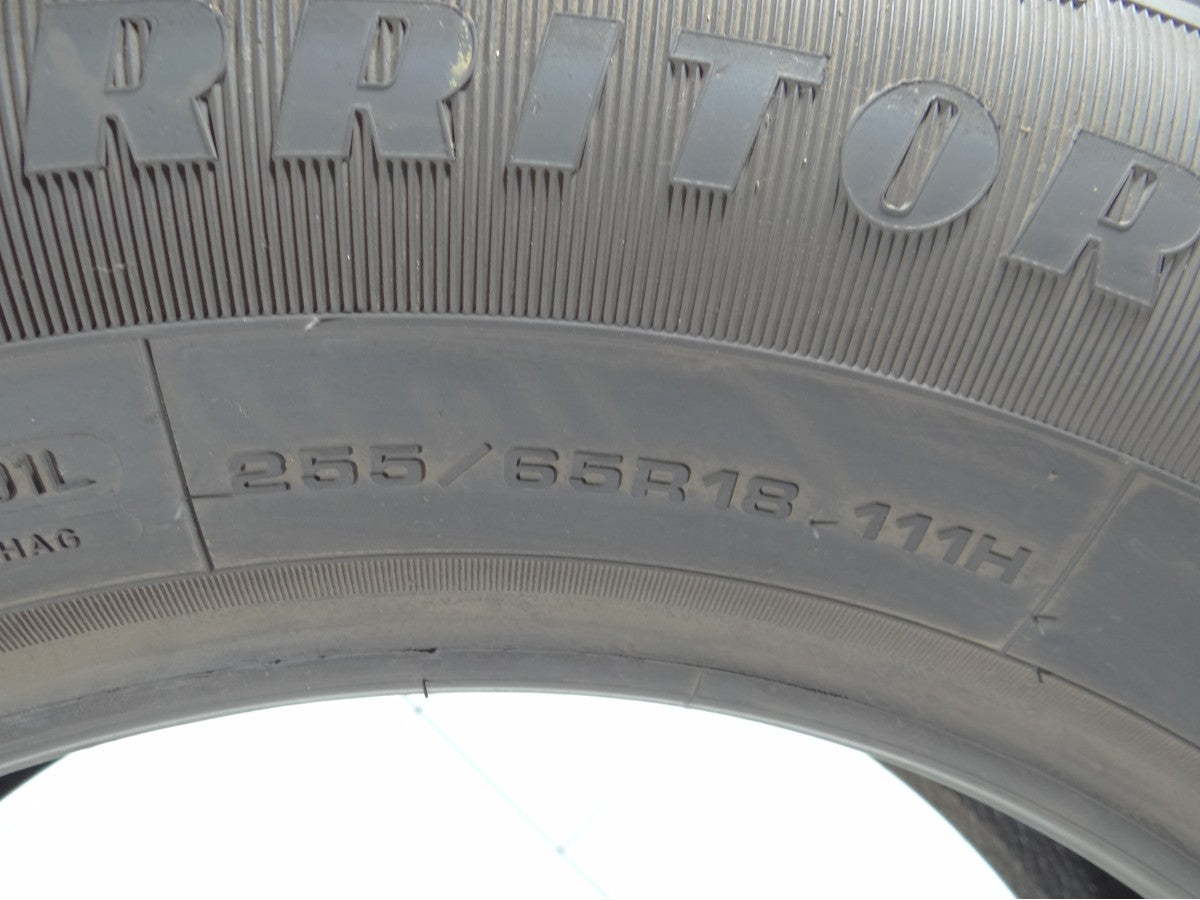 RRITOR
01L
HAG
255/65R18 111H